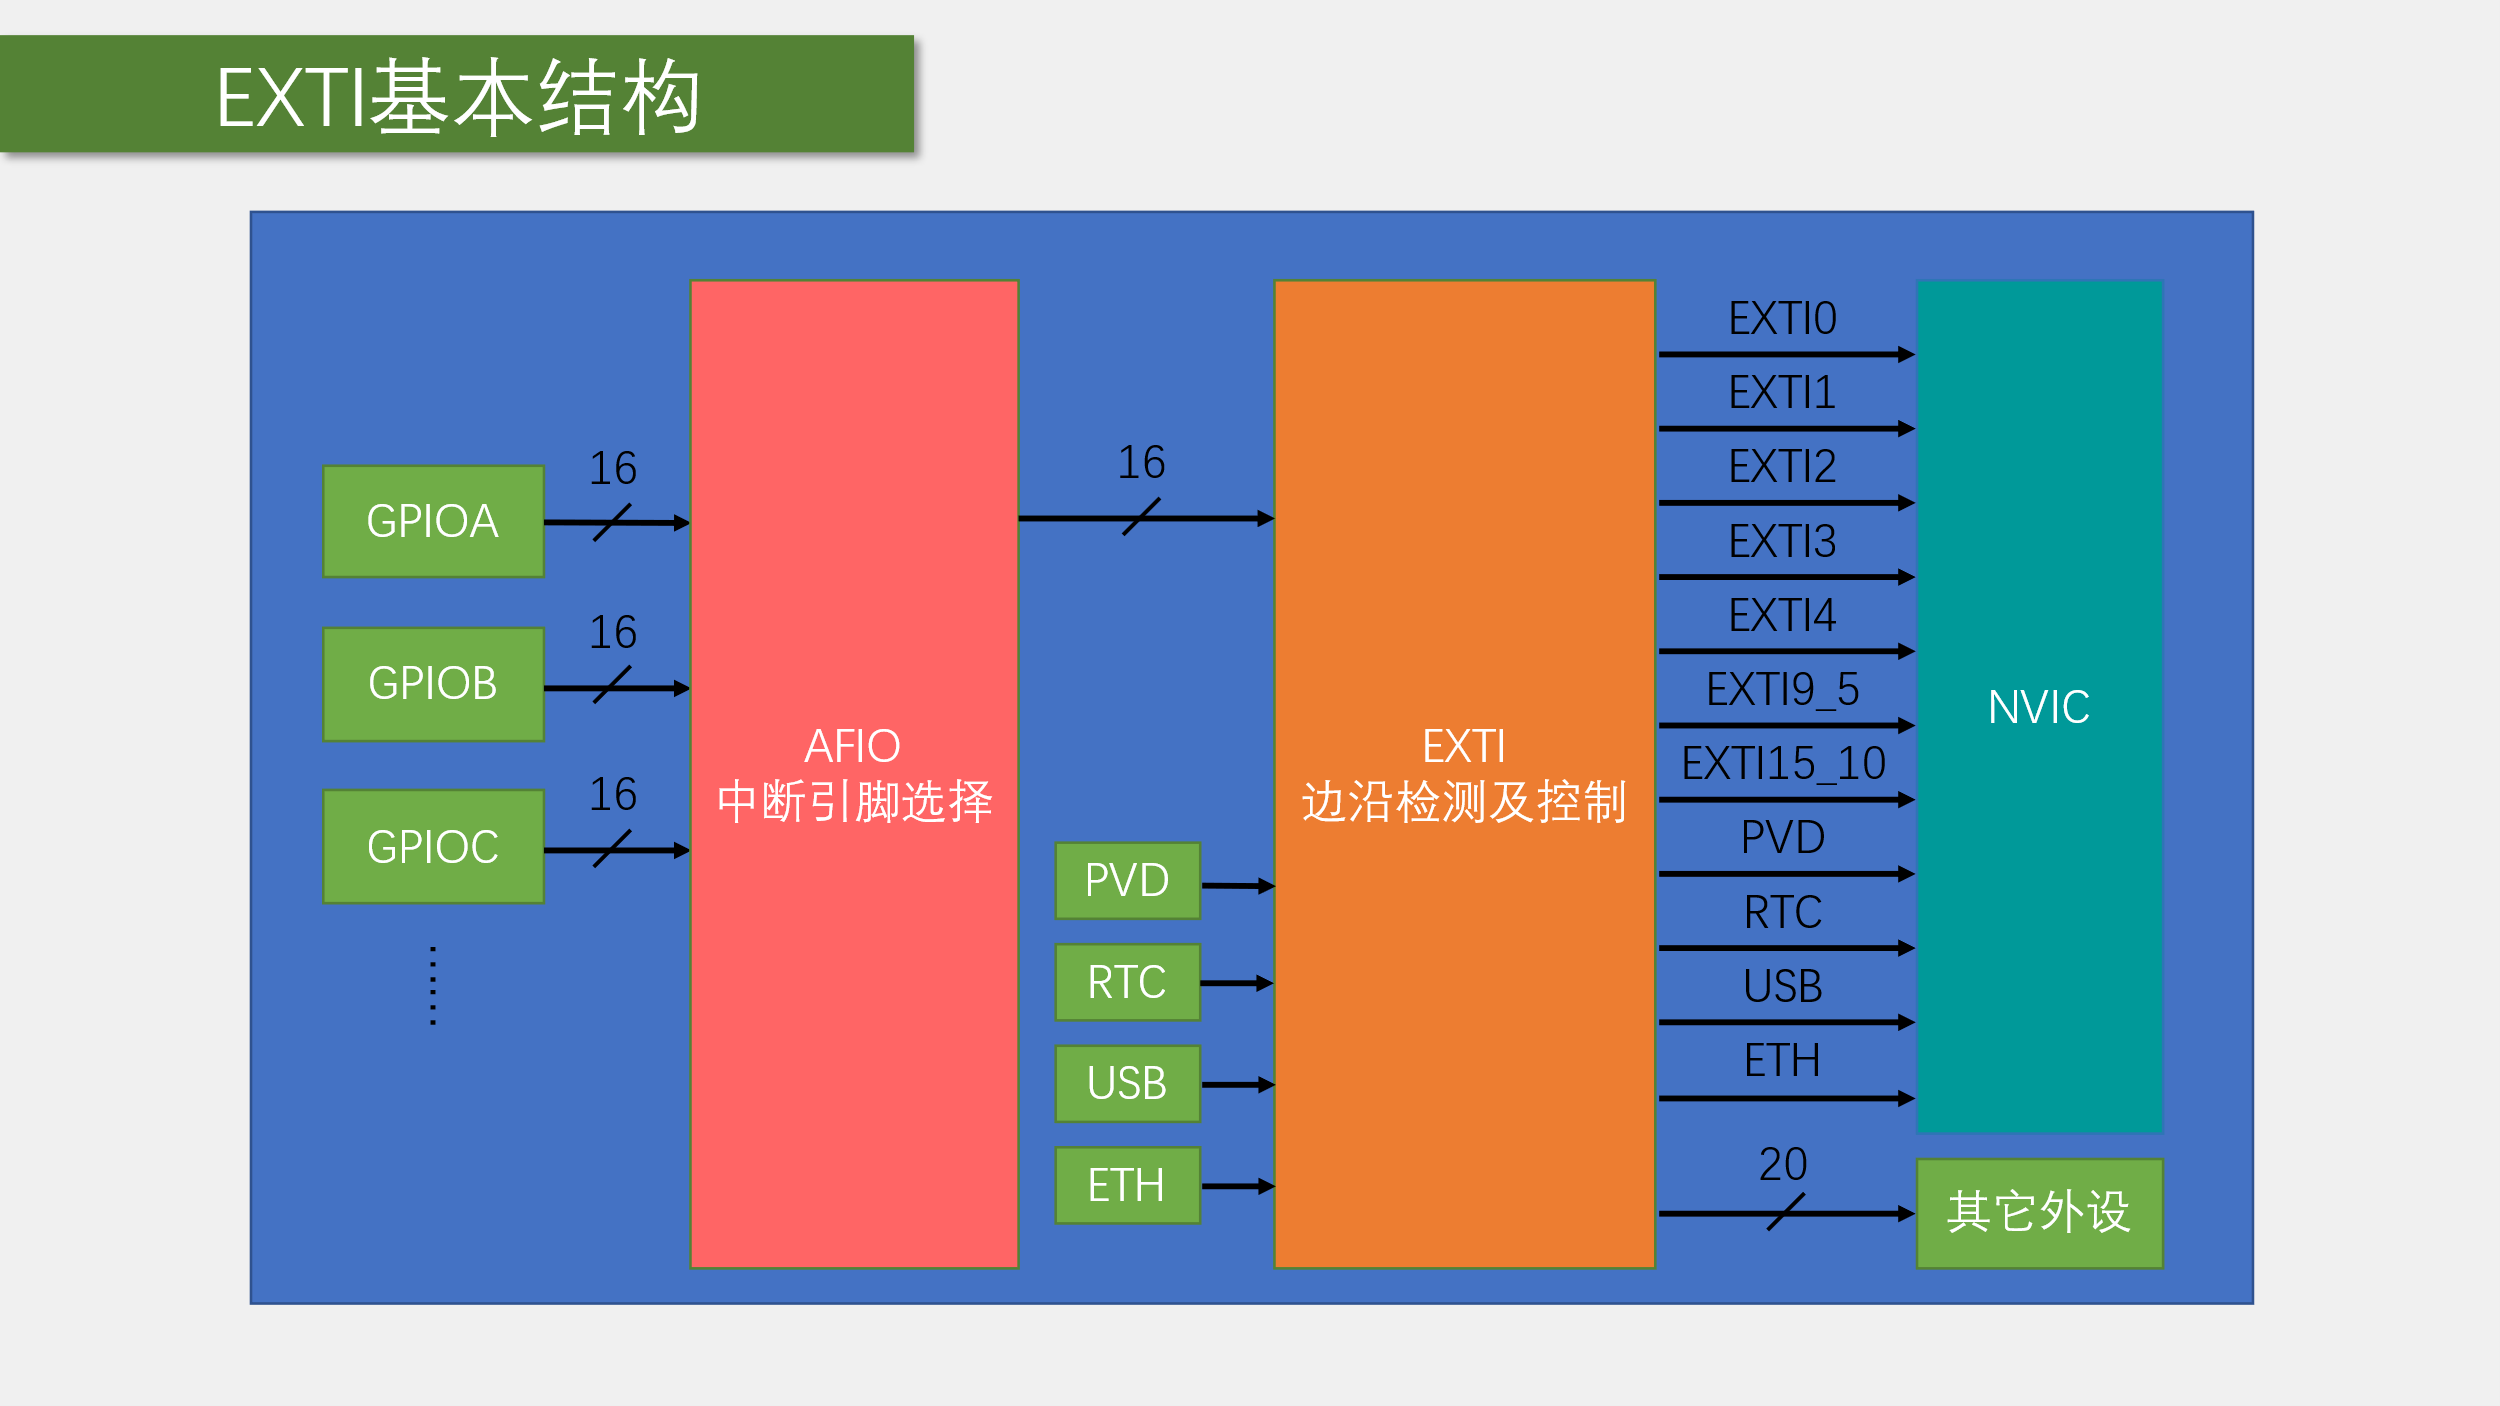 EXTI基本结构
16
GPIOA
16
GPIOB
16
GPIOC
AFIO
中断引脚选择
16
PVD
RTC
USB
ETH
EXTI
边沿检测及控制
EXTI0
EXTI1
EXTI2
EXTI3
EXTI4
EXTI9_5
EXTI15_10
PVD
RTC
USB
ETH
20
NVIC
其它外设